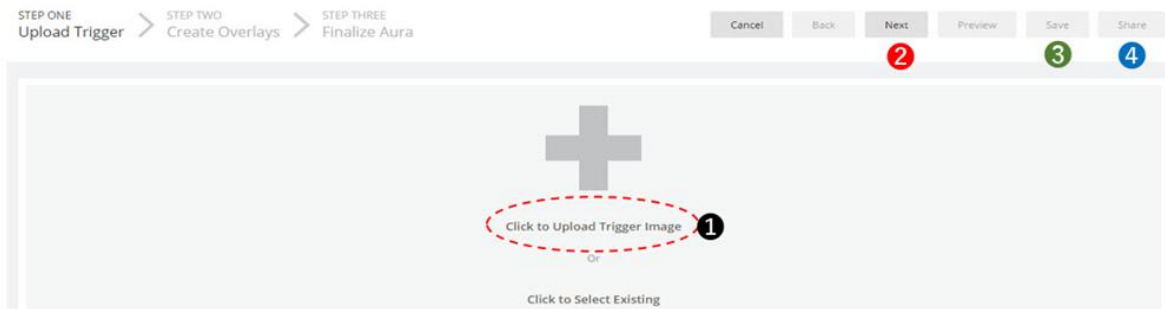 STEP ONE STEP TWO STEP THREE
Upload Trigger Create Overlays Finalize Aura
Cancel Back Next Preview Save Share
2 3 4
Click to Upload Trigger Image 1
Or
Click to Select Existing